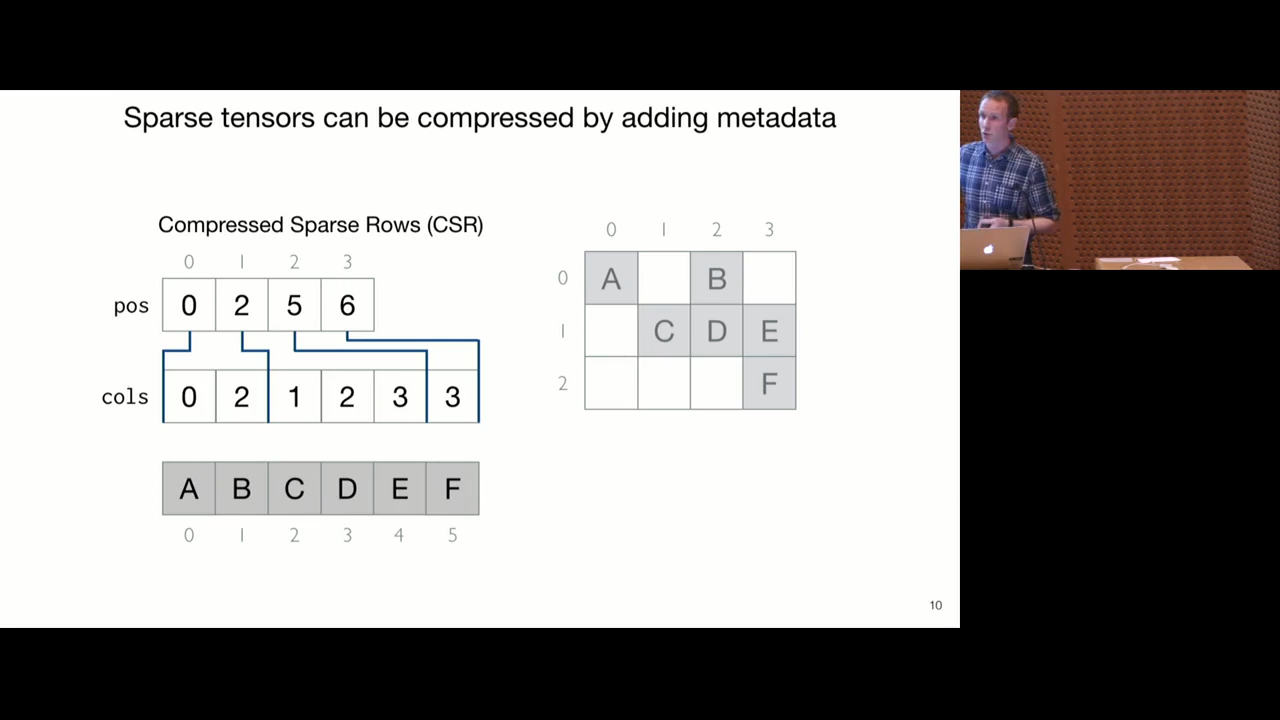 Sparse tensors can be compressed by adding metadata
Compressed Sparse Rows (CSR)
0 1 2 3
pos 0 2 5 6
cols 0 2 1 2 3 3
A B C D E F
0 1 2 3 4 5
0 1 2 3
0 A B
1 C D E
2 F
10